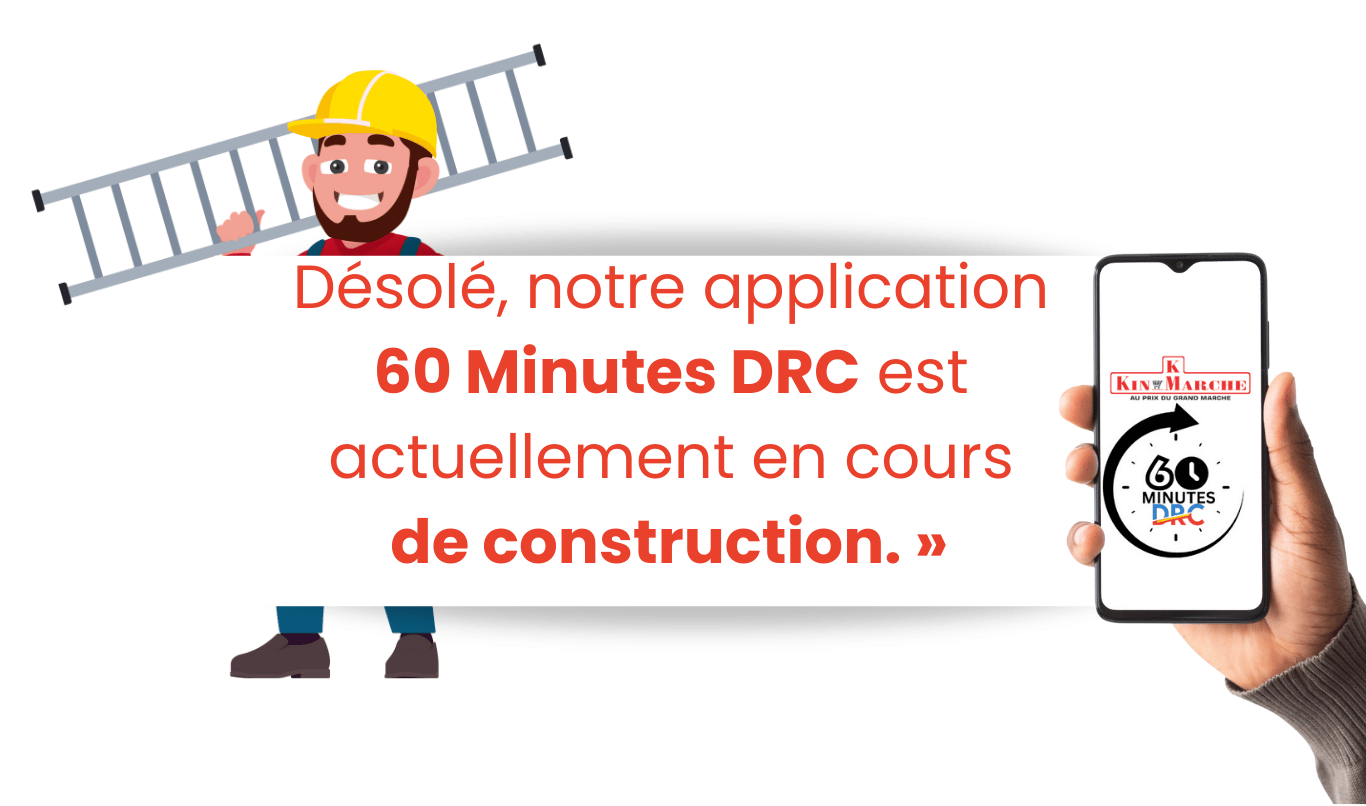 Désolé, notre application
60 Minutes DRC est
actuellement en cours
de construction. »
K
KIN MARCHE
AU PRIX DU GRAND MARCHE
60
MINUTES
DRC